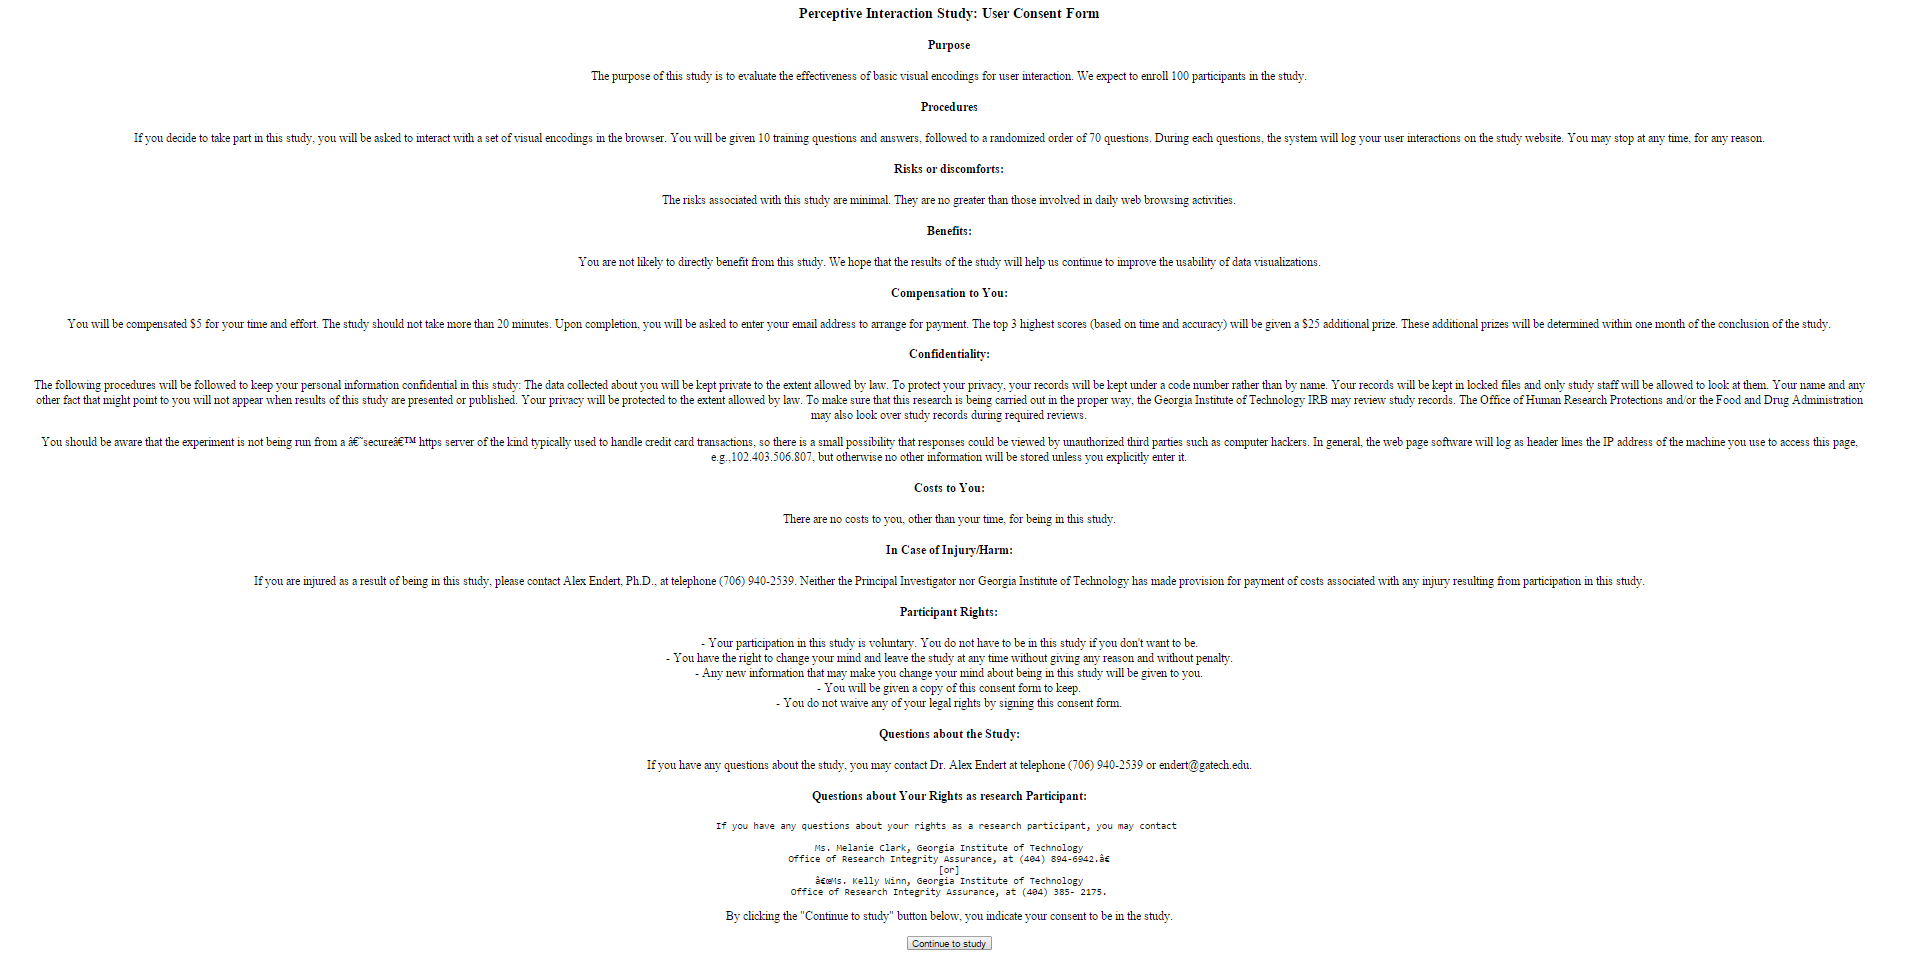 Perceptive Interaction Study: User Consent Form
Purpose
The purpose of this study is to evaluate the effectiveness of basic visual encodings for user interaction. We expect to enroll 100 participants in the study.
Procedures
If you decide to take part in this study, you will be asked to interact with a set of visual encodings in the browser. You will be given 10 training questions and answers, followed to a randomized order of 70 questions. During each questions, the system will log your user interactions on the study website. You may stop at any time, for any reason.
Risks or discomforts:
The risks associated with this study are minimal. They are no greater than those involved in daily web browsing activities.
Benefits:
You are not likely to directly benefit from this study. We hope that the results of the study will help us continue to improve the usability of data visualizations.
Compensation to You:
You will be compensated $5 for your time and effort. The study should not take more than 20 minutes. Upon completion, you will be asked to enter your email address to arrange for payment. The top 3 highest scores (based on time and accuracy) will be given a $25 additional prize. These additional prizes will be determined within one month of the conclusion of the study.
Confidentiality:
The following procedures will be followed to keep your personal information confidential in this study: The data collected about you will be kept private to the extent allowed by law. To protect your privacy, your records will be kept under a code number rather than by name. Your records will be kept in locked files and only study staff will be allowed to look at them. Your name and any
other fact that might point to you will not appear when results of this study are presented or published. Your privacy will be protected to the extent allowed by law. To make sure that this research is being carried out in the proper way, the Georgia Institute of Technology IRB may review study records. The Office of Human Research Protections and/or the Food and Drug Administration
may also look over study records during required reviews.
You should be aware that the experiment is not being run from a â€˜secureâ€™ https server of the kind typically used to handle credit card transactions, so there is a small possibility that responses could be viewed by unauthorized third parties such as computer hackers. In general, the web page software will log as header lines the IP address of the machine you use to access this page,
e.g.,102.403.506.807, but otherwise no other information will be stored unless you explicitly enter it.
Costs to You:
There are no costs to you, other than your time, for being in this study.
In Case of Injury/Harm:
If you are injured as a result of being in this study, please contact Alex Endert, Ph.D., at telephone (706) 940-2539. Neither the Principal Investigator nor Georgia Institute of Technology has made provision for payment of costs associated with any injury resulting from participation in this study.
Participant Rights:
- Your participation in this study is voluntary. You do not have to be in this study if you don't want to be.
- You have the right to change your mind and leave the study at any time without giving any reason and without penalty.
- Any new information that may make you change your mind about being in this study will be given to you.
- You will be given a copy of this consent form to keep.
- You do not waive any of your legal rights by signing this consent form.
Questions about the Study:
If you have any questions about the study, you may contact Dr. Alex Endert at telephone (706) 940-2539 or endert@gatech.edu.
Questions about Your Rights as research Participant:
If you have any questions about your rights as a research participant, you may contact
Ms. Melanie Clark, Georgia Institute of Technology
Office of Research Integrity Assurance, at (404) 894-6942.â€
[or]
â€œMs. Kelly Winn, Georgia Institute of Technology
Office of Research Integrity Assurance, at (404) 385- 2175.
By clicking the "Continue to study" button below, you indicate your consent to be in the study.
Continue to study